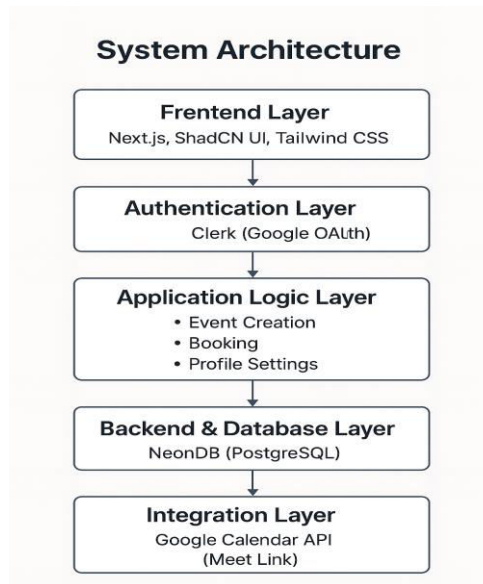 System Architecture
Frentend Layer
Next.js, ShadCN UI, Tailwind CSS
Authentication Layer
Clerk (Google OAuth)
Application Logic Layer
• Event Creation
• Booking
• Profile Settings
Backend & Database Layer
NeonDB (PostgreSQL)
Integration Layer
Google Calendar API
(Meet Link)